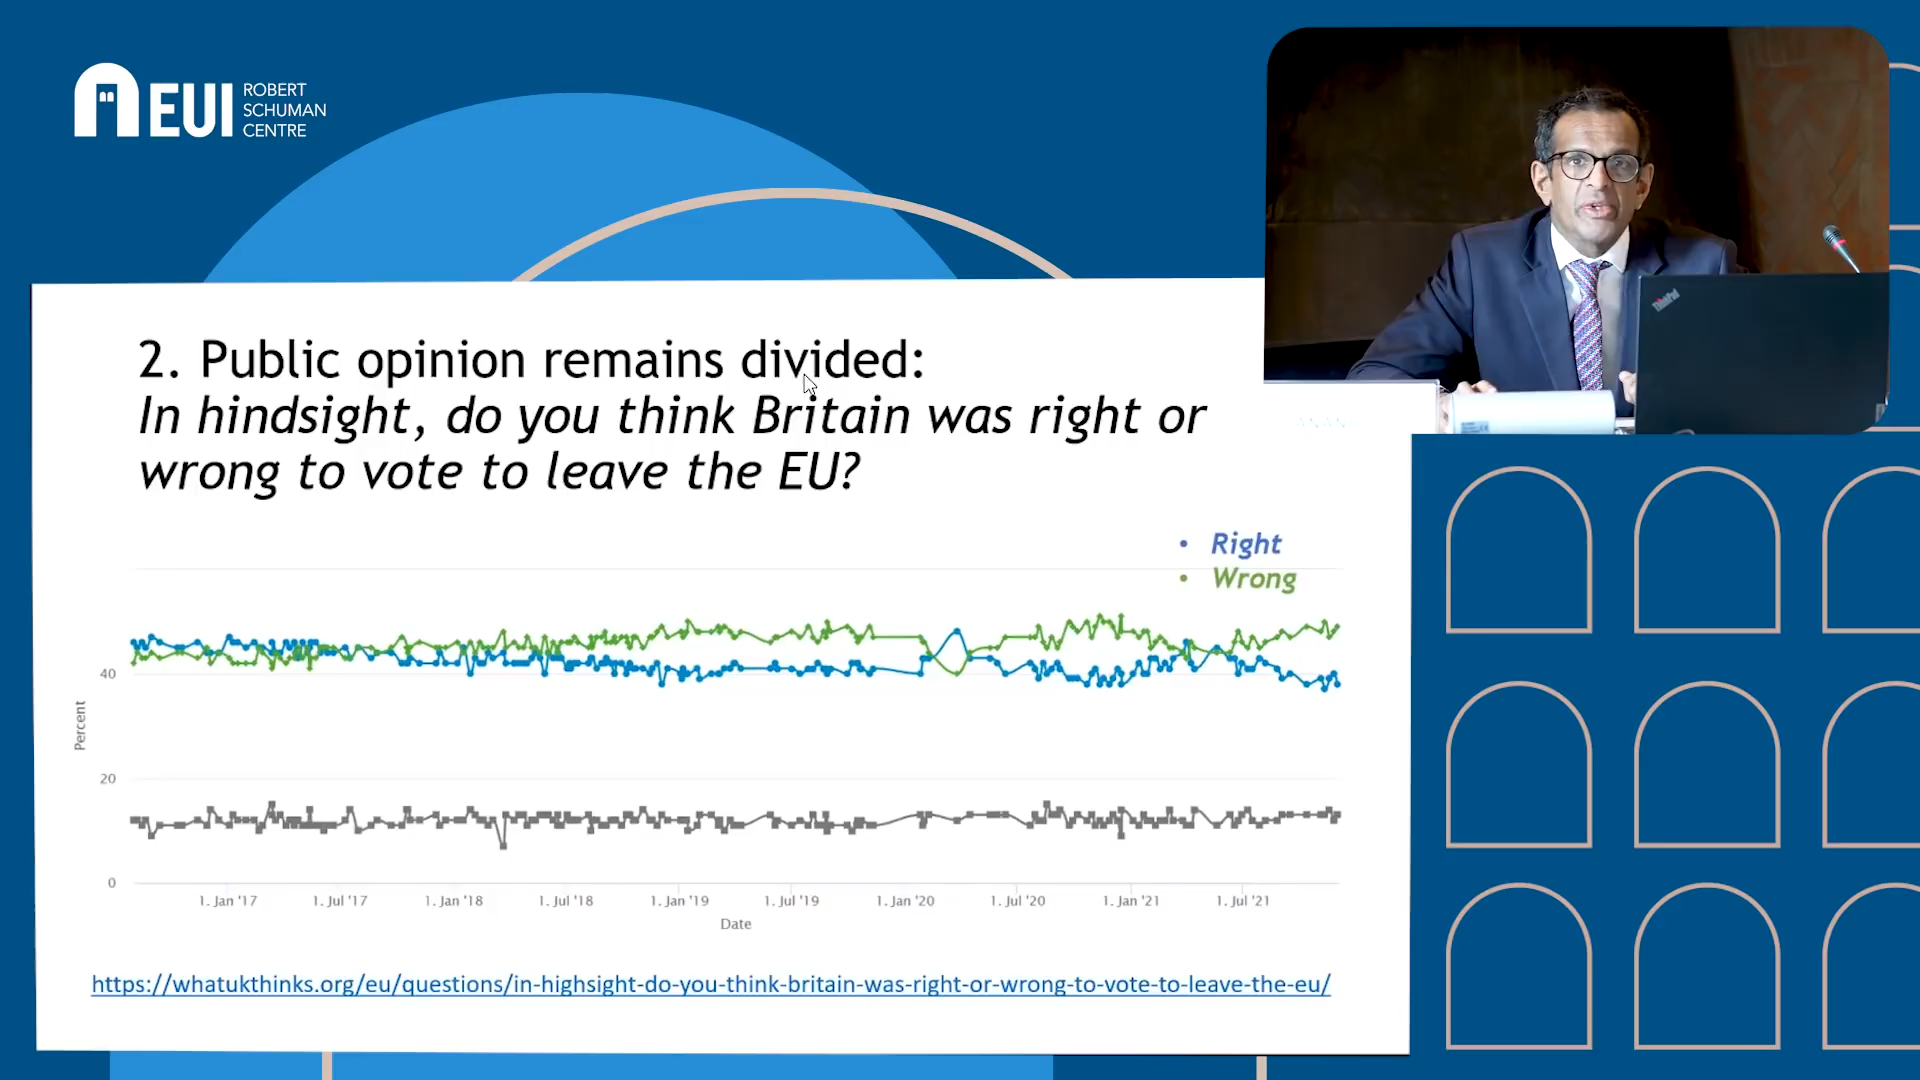 EUI
ROBERT
SCHUMAN
CENTRE
ThinkPad
2. Public opinion remains divided:
In hindsight, do you think Britain was right or
wrong to vote to leave the EU?
• Right
• Wrong
40
20
0
Percent
1. Jan '17
1. Jul '17
1. Jan '18
1. Jul '18
1. Jan '19
1. Jul '19
1. Jan '20
1. Jul '20
1. Jan '21
1. Jul '21
Date
https://whatukthinks.org/eu/questions/in-highsight-do-you-think-britain-was-right-or-wrong-to-vote-to-leave-the-eu/